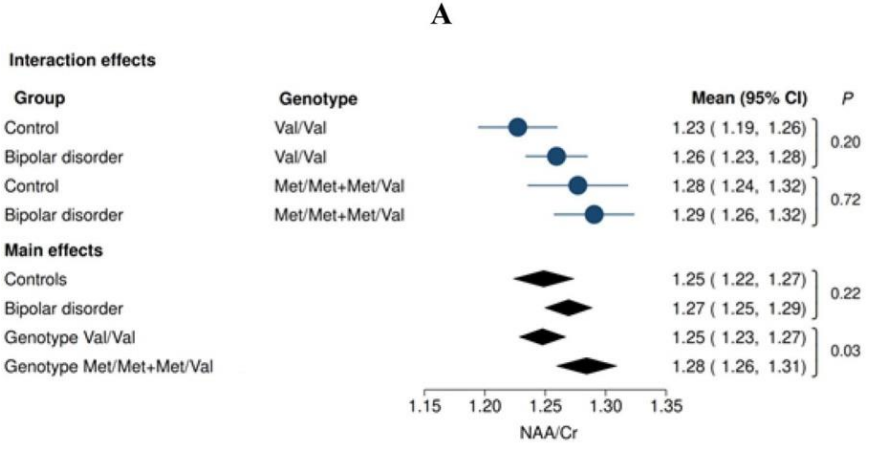 A
Interaction effects
Group Genotype Mean (95% CI) P
Control Val/Val 1.23 ( 1.19, 1.26)
0.20
Bipolar disorder Val/Val 1.26 ( 1.23, 1.28)
Control Met/Met+Met/Val 1.28 ( 1.24, 1.32)
0.72
Bipolar disorder Met/Met+Met/Val 1.29 ( 1.26, 1.32)
Main effects
Controls 1.25 ( 1.22, 1.27)
0.22
Bipolar disorder 1.27 ( 1.25, 1.29)
Genotype Val/Val 1.25 ( 1.23, 1.27)
0.03
Genotype Met/Met+Met/Val 1.28 ( 1.26, 1.31)
1.15 1.20 1.25 1.30 1.35
NAA/Cr